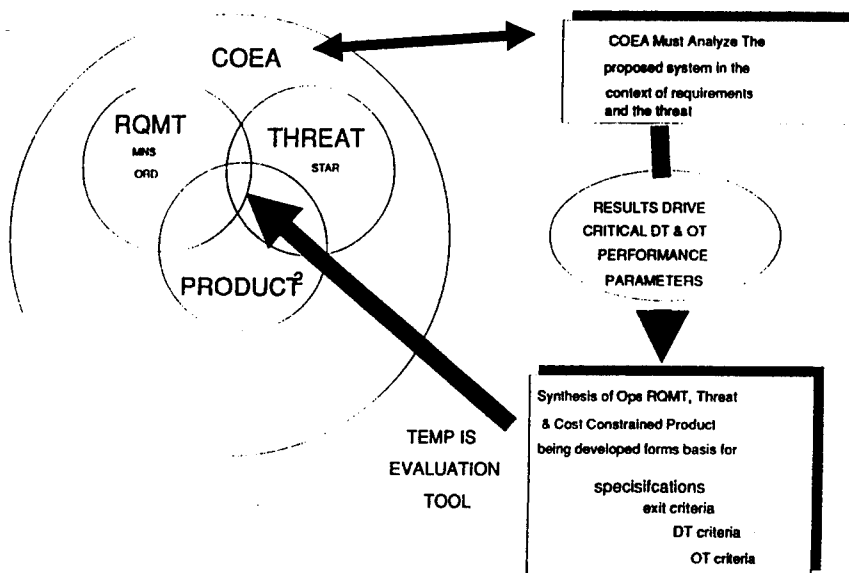 COEA
RQMT
MNS
ORD
THREAT
STAR
PRODUCT2
COEA Must Analyze The
proposed system in the
context of requirements
and the threat
RESULTS DRIVE
CRITICAL DT & OT
PERFORMANCE
PARAMETERS
TEMP IS
EVALUATION
TOOL
Synthesis of Ops RQMT, Threat
& Cost Constrained Product
being developed forms basis for
specisifcations
exit criteria
DT criteria
OT criteria